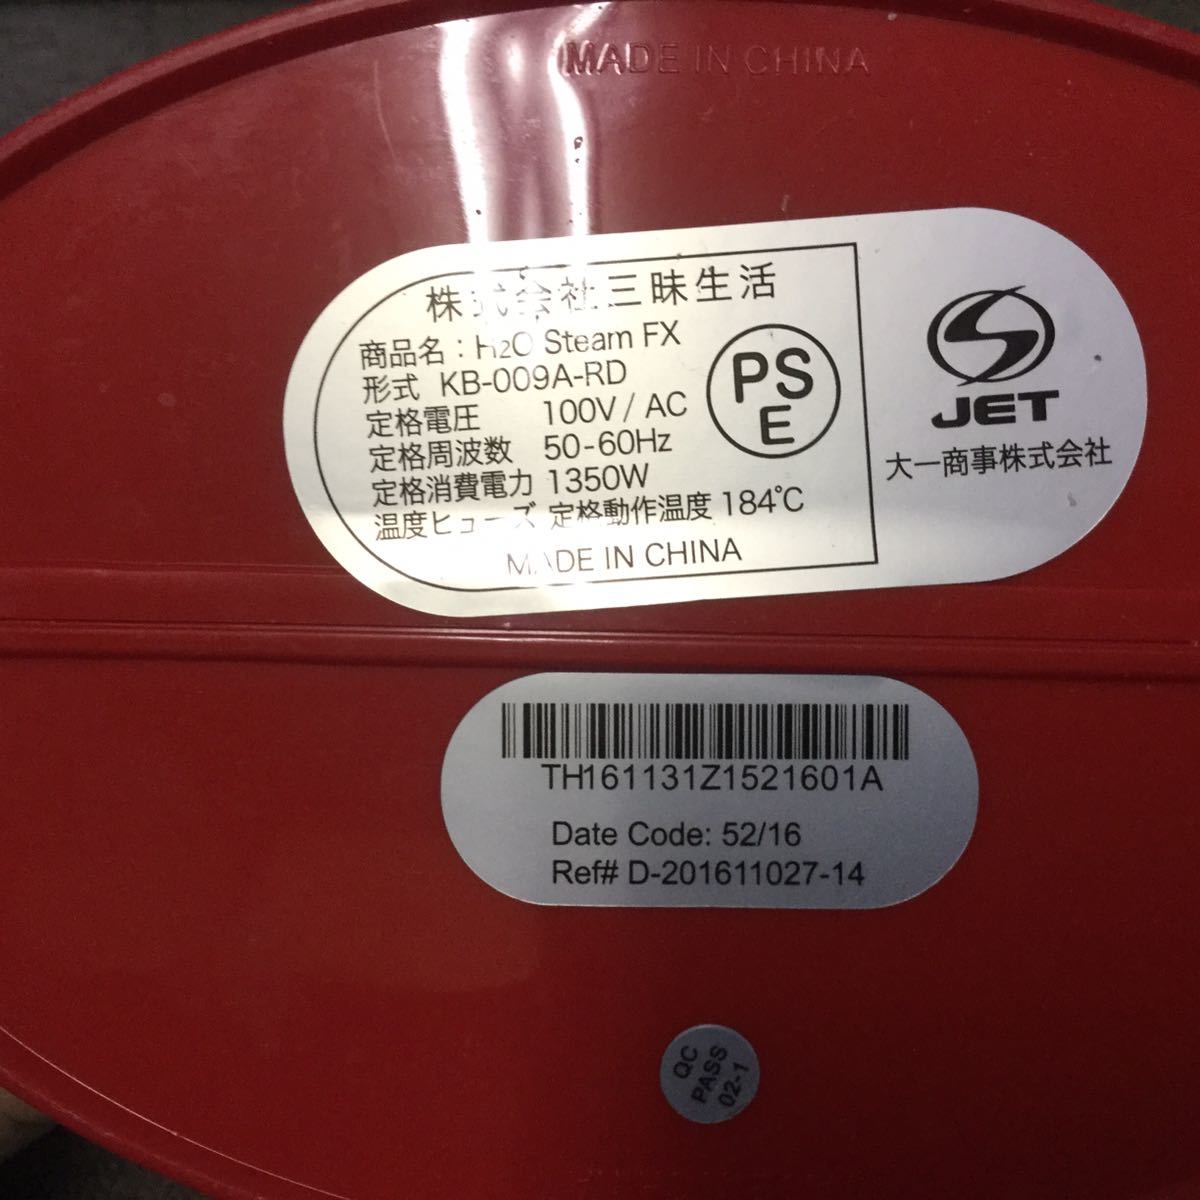 MADE IN CHINA
株式会社三昧生活
商品名：H2O Steam FX
形式 KB-009A-RD
定格電圧 100V / AC
定格周波数 50-60Hz
定格消費電力 1350W
温度ヒューズ 定格動作温度 184℃
MADE IN CHINA
PS
E
S
JET
大一商事株式会社
TH161131Z1521601A
Date Code: 52/16
Ref# D-201611027-14
QC
PASS
02-1